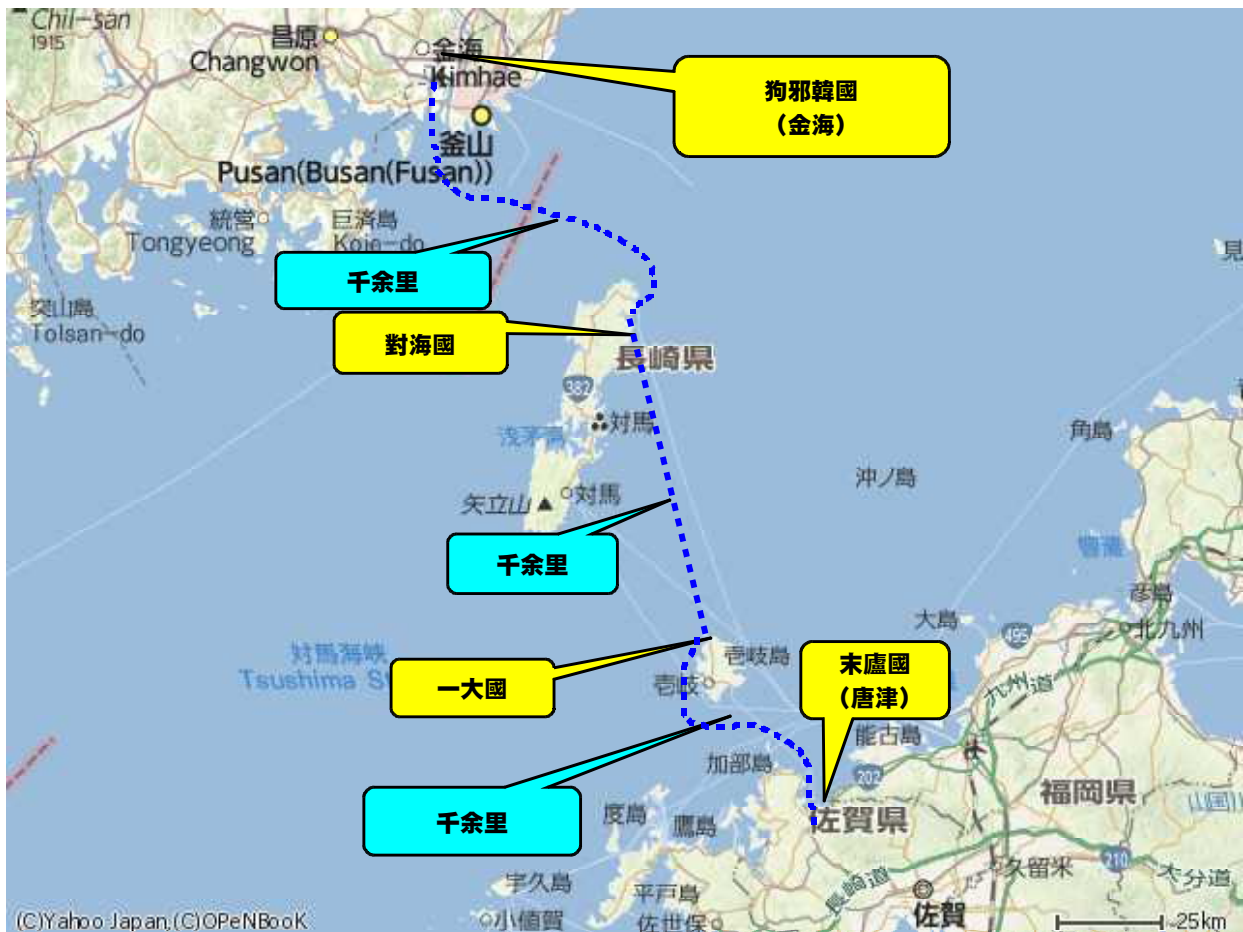 Chil-san
1915
昌原
Changwon
金海
Kimhae
狗邪韓國
（金海）
釜山
Pusan(Busan(Fusan))
統営
Tongyeong
巨済島
Koje-do
千余里
突山島
Tolsan-do
對海國
長崎県
382
対馬
浅茅湾
角島
沖ノ島
矢立山
対馬
千余里
響灘
彦島
大島
495
北九州
対馬海峡
Tsushima St
壱岐島
末盧國
（唐津）
一大國
壱岐
九州道
能古島
加部島
202
福岡県
千余里
度島
鷹島
佐賀県
久留米
210
大分道
長崎道
宇久島
平戸島
佐賀
(C)Yahoo Japan,(C)OPeNBooK
小値賀
佐世保
25km